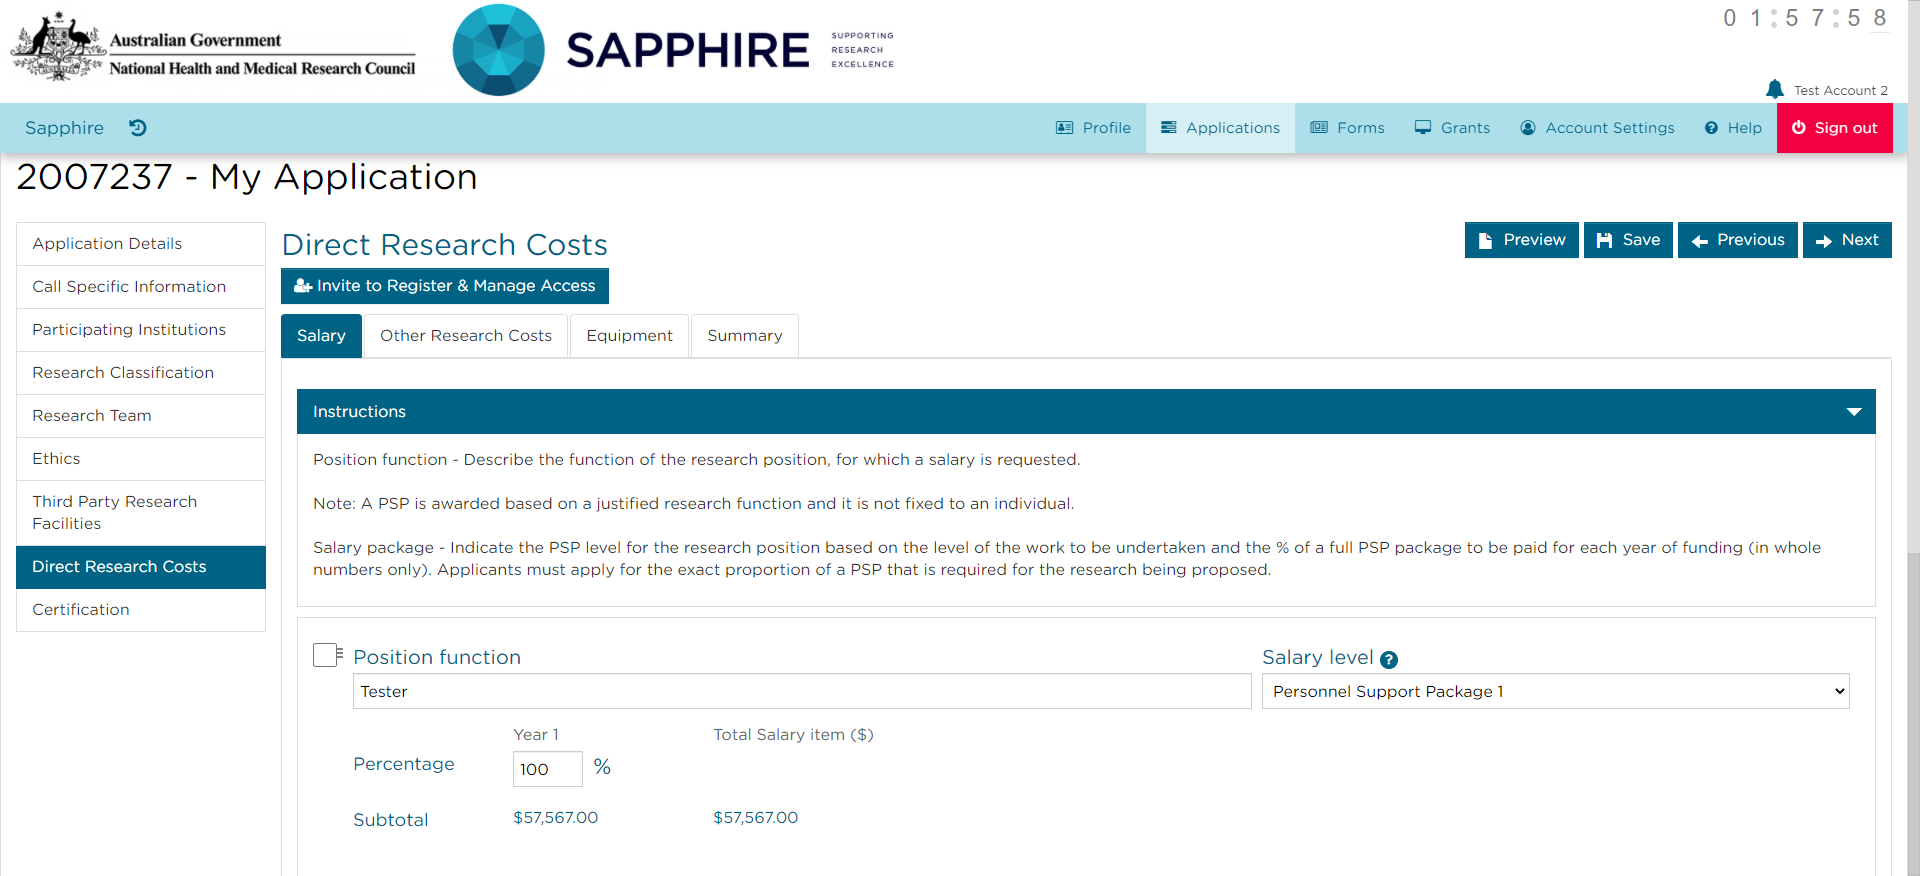 Australian Government
National Health and Medical Research Council
SAPPHIRE
SUPPORTING
RESEARCH
EXCELLENCE
01:57:58
Test Account 2
Sapphire
Profile
Applications
Forms
Grants
Account Settings
Help
Sign out
2007237 - My Application
Application Details
Call Specific Information
Participating Institutions
Research Classification
Research Team
Ethics
Third Party Research
Facilities
Direct Research Costs
Certification
Direct Research Costs
Preview
Save
Previous
Next
Invite to Register & Manage Access
Salary
Other Research Costs
Equipment
Summary
Instructions
Position function - Describe the function of the research position, for which a salary is requested.
Note: A PSP is awarded based on a justified research function and it is not fixed to an individual.
Salary package - Indicate the PSP level for the research position based on the level of the work to be undertaken and the % of a full PSP package to be paid for each year of funding (in whole
numbers only). Applicants must apply for the exact proportion of a PSP that is required for the research being proposed.
Position function
Salary level ?
Tester
Personnel Support Package 1
Year 1
Total Salary item ($)
Percentage
100 %
Subtotal
$57,567.00
$57,567.00